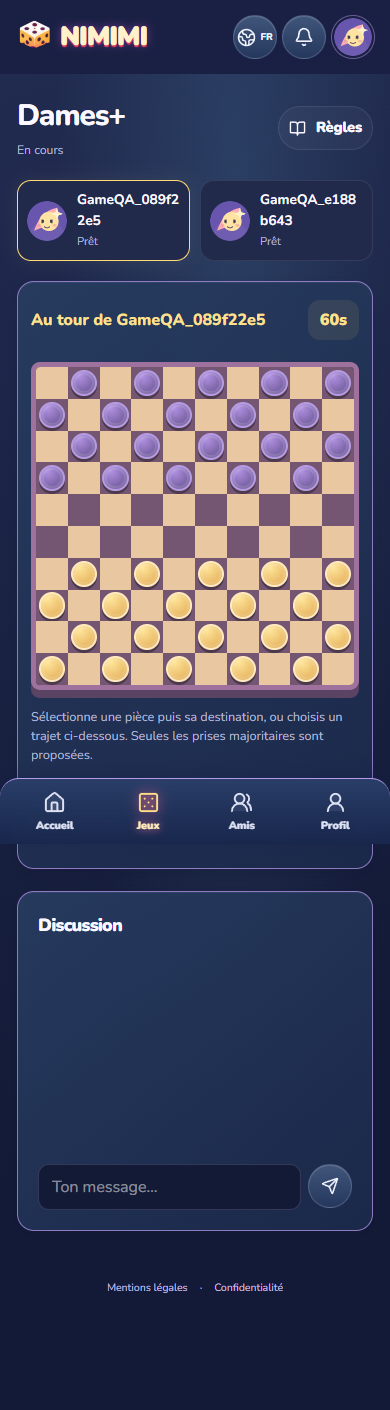 NIMIMI
FR
Dames+
En cours
Règles
GameQA_089f2
2e5
Prêt
GameQA_e188
b643
Prêt
Au tour de GameQA_089f22e5
60s
Sélectionne une pièce puis sa destination, ou choisis un
trajet ci-dessous. Seules les prises majoritaires sont
proposées.
Accueil
Jeux
Amis
Profil
Discussion
Ton message...
Mentions légales · Confidentialité